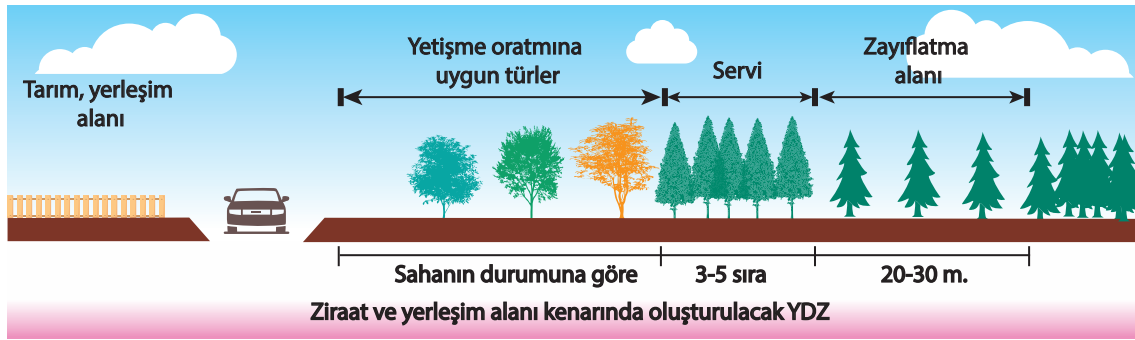 Tarım, yerleşim
alanı
Yetişme oratmına
uygun türler
Servi
Zayıflatma
alanı
Sahanın durumuna göre
3-5 sıra
20-30 m.
Ziraat ve yerleşim alanı kenarında oluşturulacak YDZ